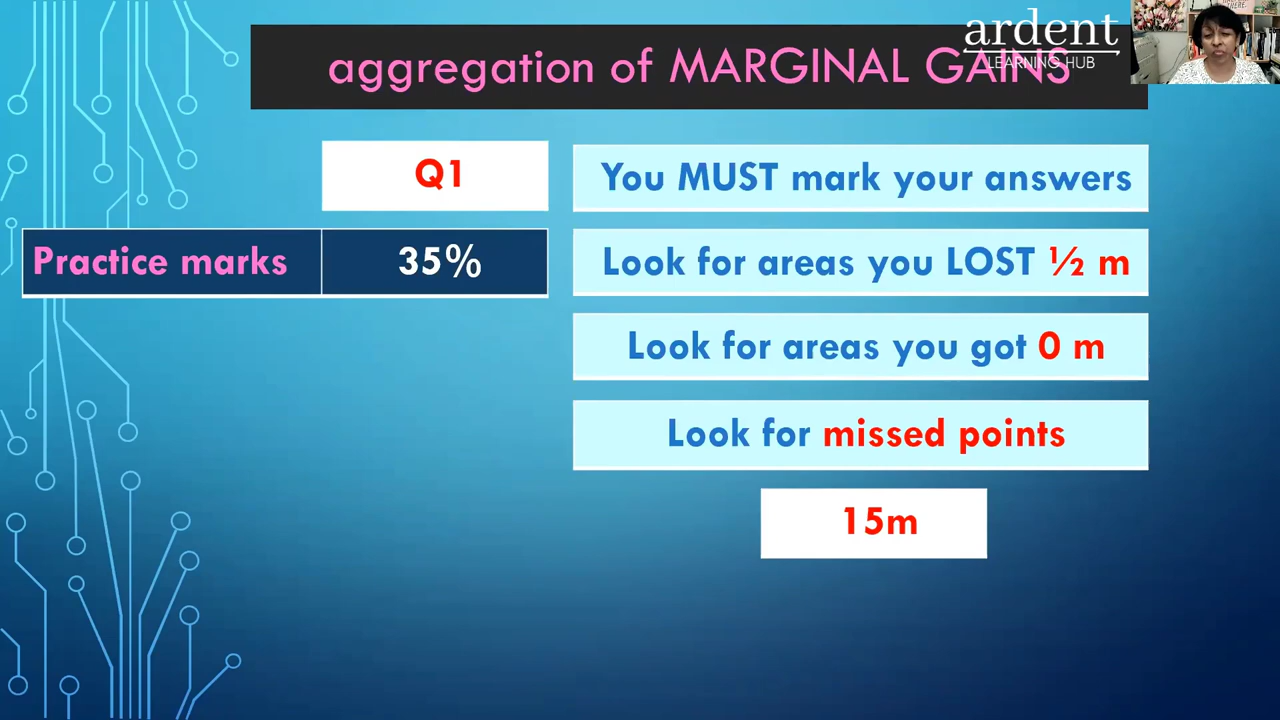 ardent
LEARNING HUB
aggregation of MARGINAL GAINS
Q1
You MUST mark your answers
Practice marks
35%
Look for areas you LOST ½ m
Look for areas you got 0 m
Look for missed points
15m